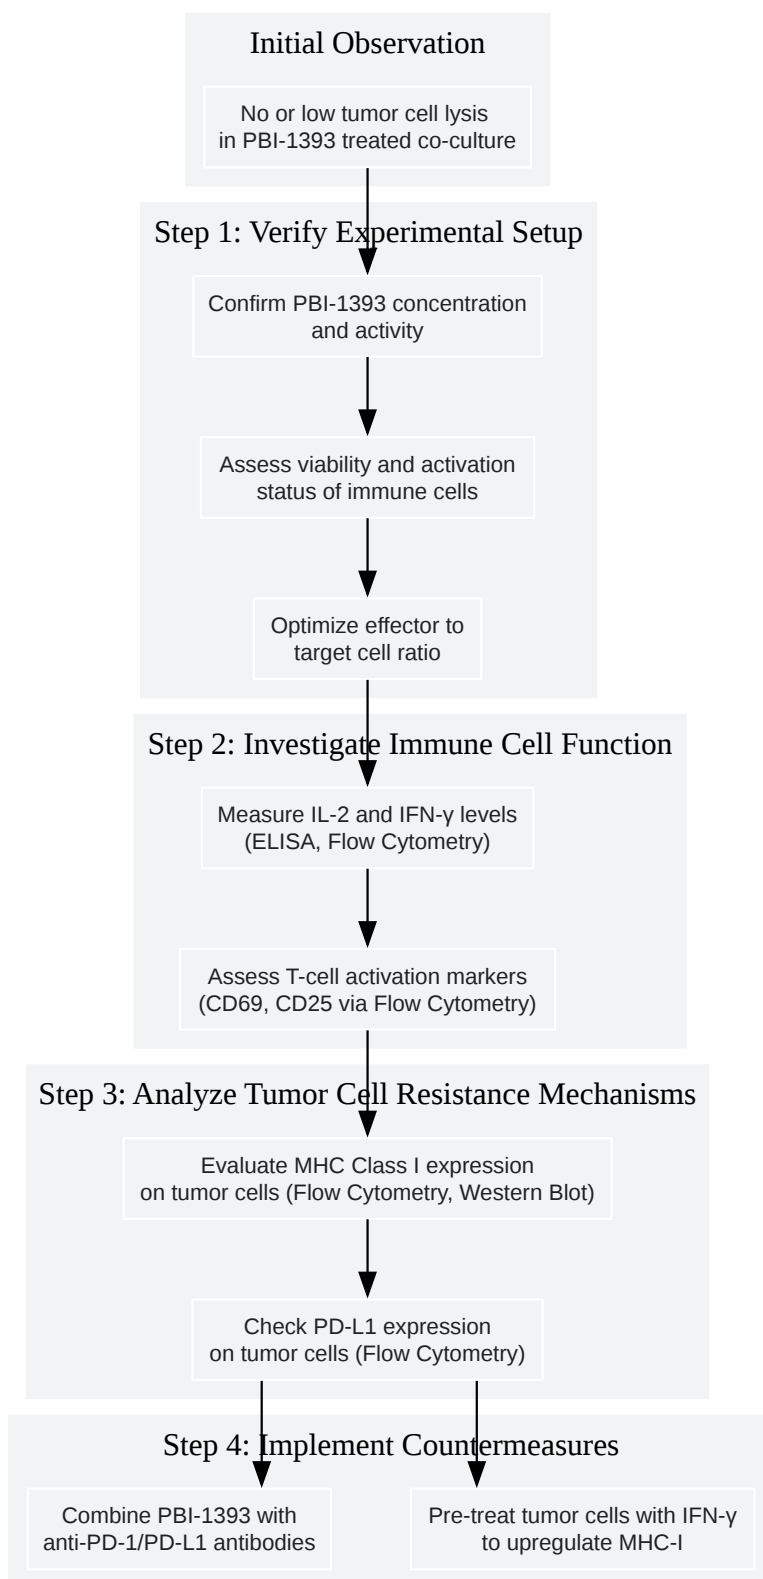 Initial Observation
No or low tumor cell lysis
in PBI-1393 treated co-culture
Step 1: Verify Experimental Setup
Confirm PBI-1393 concentration
and activity
Assess viability and activation
status of immune cells
Optimize effector to
target cell ratio
Step 2: Investigate Immune Cell Function
Measure IL-2 and IFN-γ levels
(ELISA, Flow Cytometry)
Assess T-cell activation markers
(CD69, CD25 via Flow Cytometry)
Step 3: Analyze Tumor Cell Resistance Mechanisms
Evaluate MHC Class I expression
on tumor cells (Flow Cytometry, Western Blot)
Check PD-L1 expression
on tumor cells (Flow Cytometry)
Step 4: Implement Countermeasures
Combine PBI-1393 with
anti-PD-1/PD-L1 antibodies
Pre-treat tumor cells with IFN-γ
to upregulate MHC-I